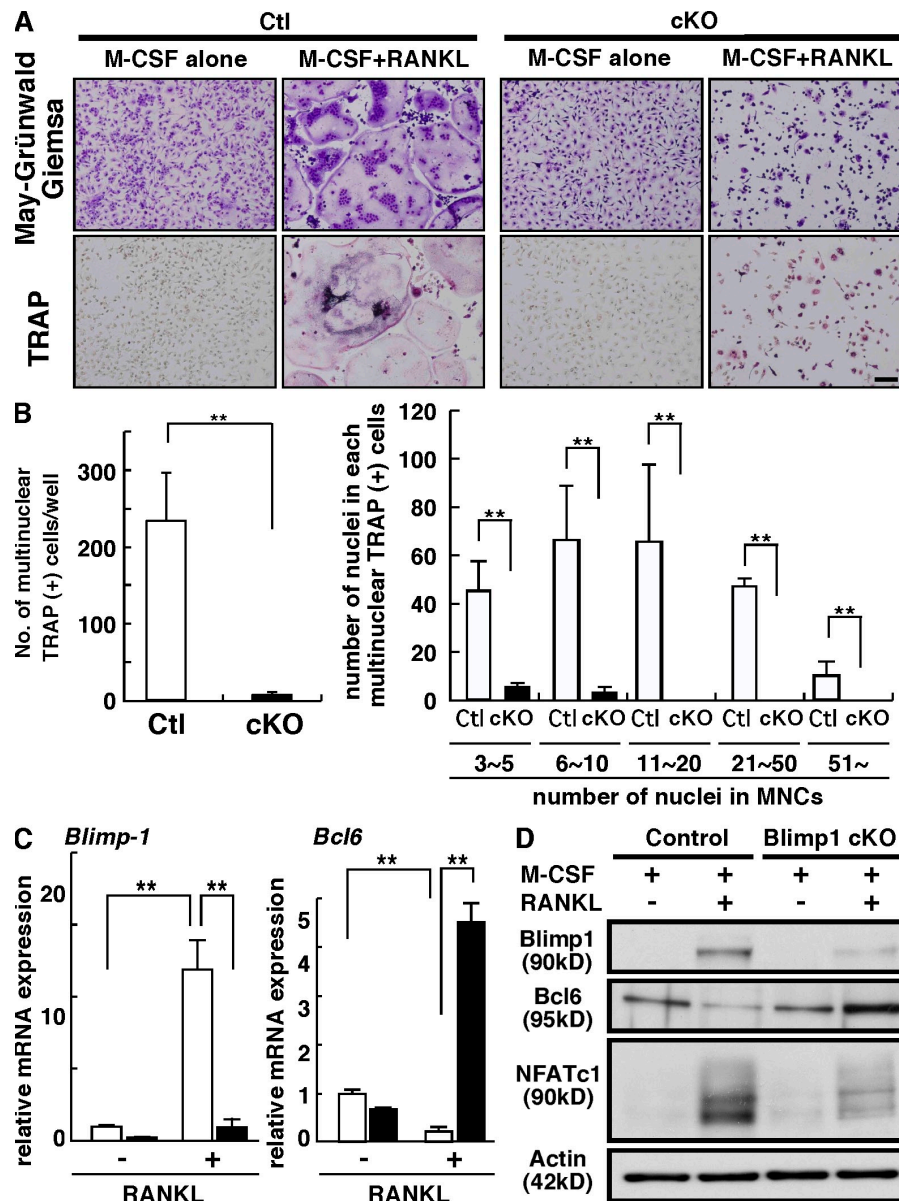 A
Ctl
cKO
M-CSF alone
M-CSF+RANKL
M-CSF alone
M-CSF+RANKL
May-Grünwald
Giemsa
TRAP
B
No. of multinuclear
TRAP (+) cells/well
300
200
100
0
**
Ctl
cKO
number of nuclei in each
multinuclear TRAP (+) cells
120
100
80
60
40
20
0
**
**
**
**
**
Ctl cKO
Ctl cKO
Ctl cKO
Ctl cKO
Ctl cKO
3~5
6~10
11~20
21~50
51~
number of nuclei in MNCs
C
Blimp-1
relative mRNA expression
20
10
0
**
**
-
+
RANKL
Bcl6
relative mRNA expression
5
4
3
2
1
0
**
**
-
+
RANKL
D
Control
Blimp1 cKO
M-CSF + + + +
RANKL - + - +
Blimp1
(90kD)
Bcl6
(95kD)
NFATc1
(90kD)
Actin
(42kD)